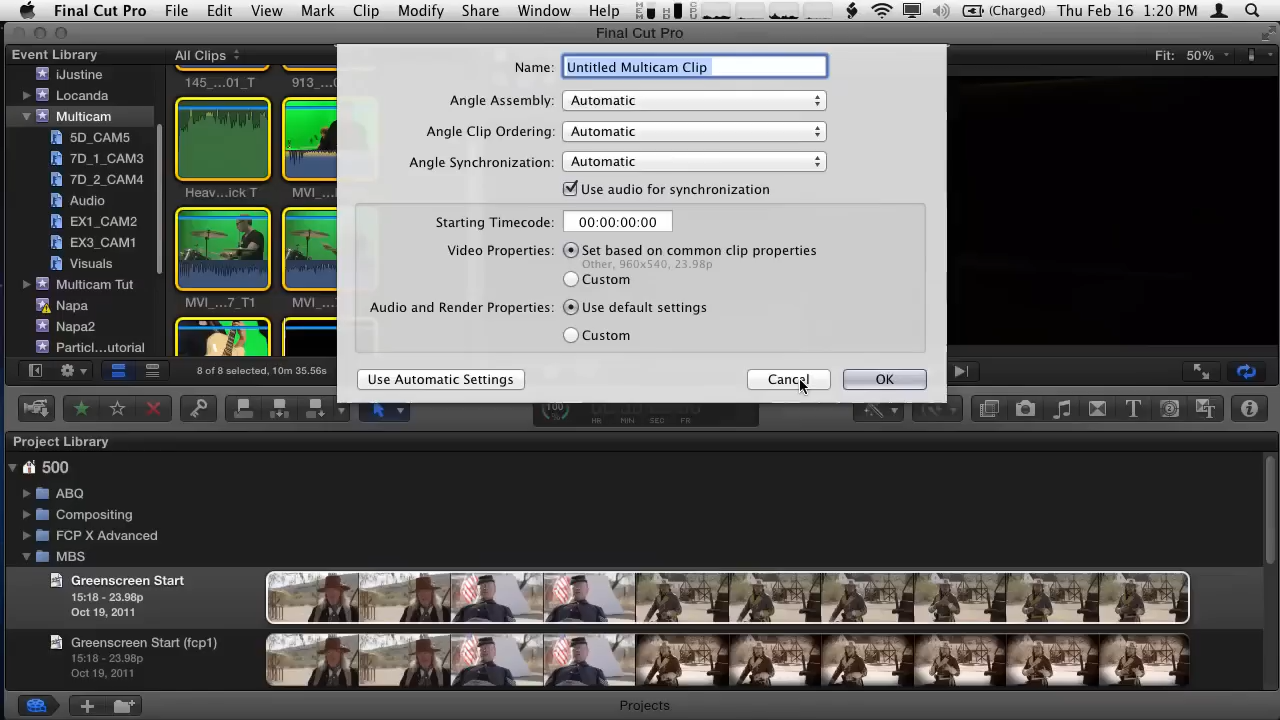 Final Cut Pro File Edit View Mark Clip Modify Share Window Help (Charged) Thu Feb 16 1:20 PM
Final Cut Pro
Event Library
All Clips
Fit: 50%
iJustine
Locanda
Multicam
5D_CAM5
7D_1_CAM3
7D_2_CAM4
Audio
EX1_CAM2
EX3_CAM1
Visuals
Multicam Tut
Napa
Napa2
Particl...utorial
145_...01_T
913_...
Heav...ick T
MVI_...
MVI_...7_T1
MVI_...
8 of 8 selected, 10m 35.56s
Name: Untitled Multicam Clip
Angle Assembly: Automatic
Angle Clip Ordering: Automatic
Angle Synchronization: Automatic
Use audio for synchronization
Starting Timecode: 00:00:00:00
Video Properties: Set based on common clip properties
Other, 960x540, 23.98p
Custom
Audio and Render Properties: Use default settings
Custom
Use Automatic Settings
Cancel
OK
100
HR MIN SEC FR
Project Library
500
ABQ
Compositing
FCP X Advanced
MBS
Greenscreen Start
15:18 - 23.98p
Oct 19, 2011
Greenscreen Start (fcp1)
15:18 - 23.98p
Oct 19, 2011
Projects